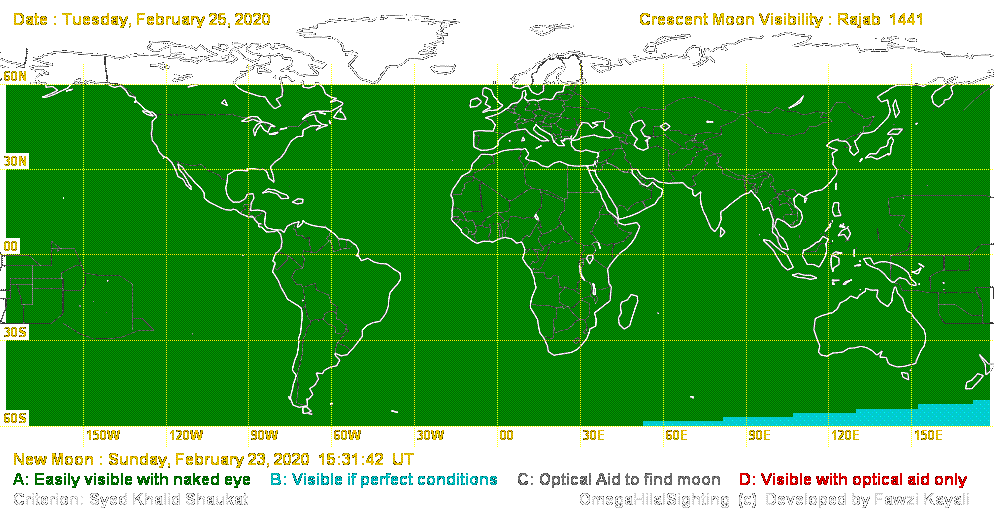 Date : Tuesday, February 25, 2020 Crescent Moon Visibility : Rajab 1441
60N
30N
00
30S
60S
150W 120W 90W 60W 30W 00 30E 60E 90E 120E 150E
New Moon : Sunday, February 23, 2020 15:31:42 UT
A: Easily visible with naked eye B: Visible if perfect conditions C: Optical Aid to find moon D: Visible with optical aid only
Criterion: Syed Khalid Shaukat OmegaHilalSighting (c) Developed by Fawzi Kayali